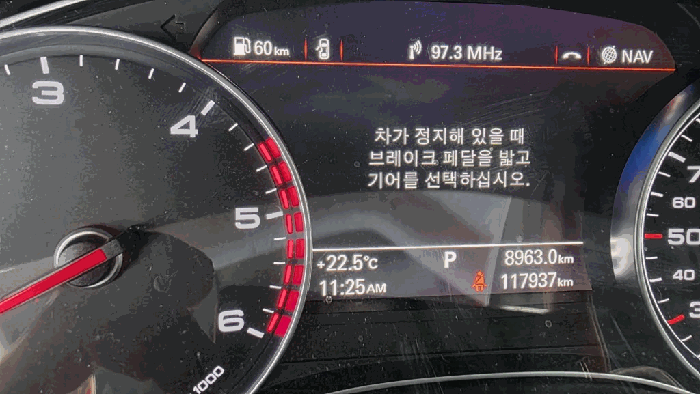 60 km 97.3 MHz NAV
차가 정지해 있을 때
브레이크 페달을 밟고
기어를 선택하십시오.
+22.5°C P 8963.0 km
11:25 AM 117937 km
3
4
5
6
1000
60
50